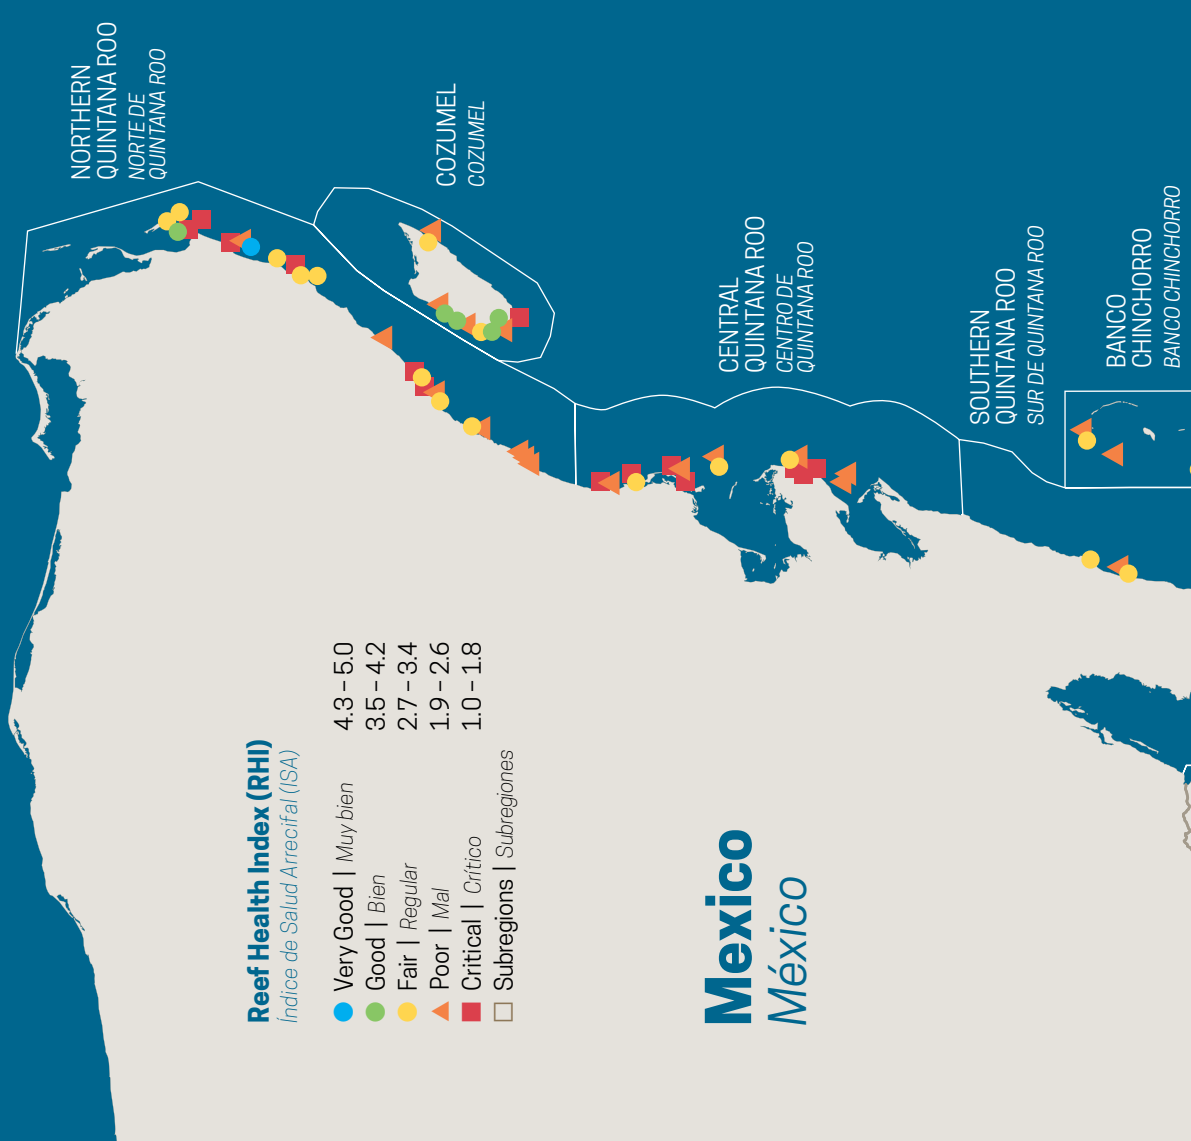 NORTHERN
QUINTANA ROO
NORTE DE
QUINTANA ROO
COZUMEL
COZUMEL
CENTRAL
QUINTANA ROO
CENTRO DE
QUINTANA ROO
SOUTHERN
QUINTANA ROO
SUR DE QUINTANA ROO
BANCO
CHINCHORRO
BANCO CHINCHORRO
Reef Health Index (RHI)
Índice de Salud Arrecifal (ISA)
Very Good | Muy bien 4.3 – 5.0
Good | Bien 3.5 – 4.2
Fair | Regular 2.7 – 3.4
Poor | Mal 1.9 – 2.6
Critical | Crítico 1.0 – 1.8
Subregions | Subregiones
Mexico
México